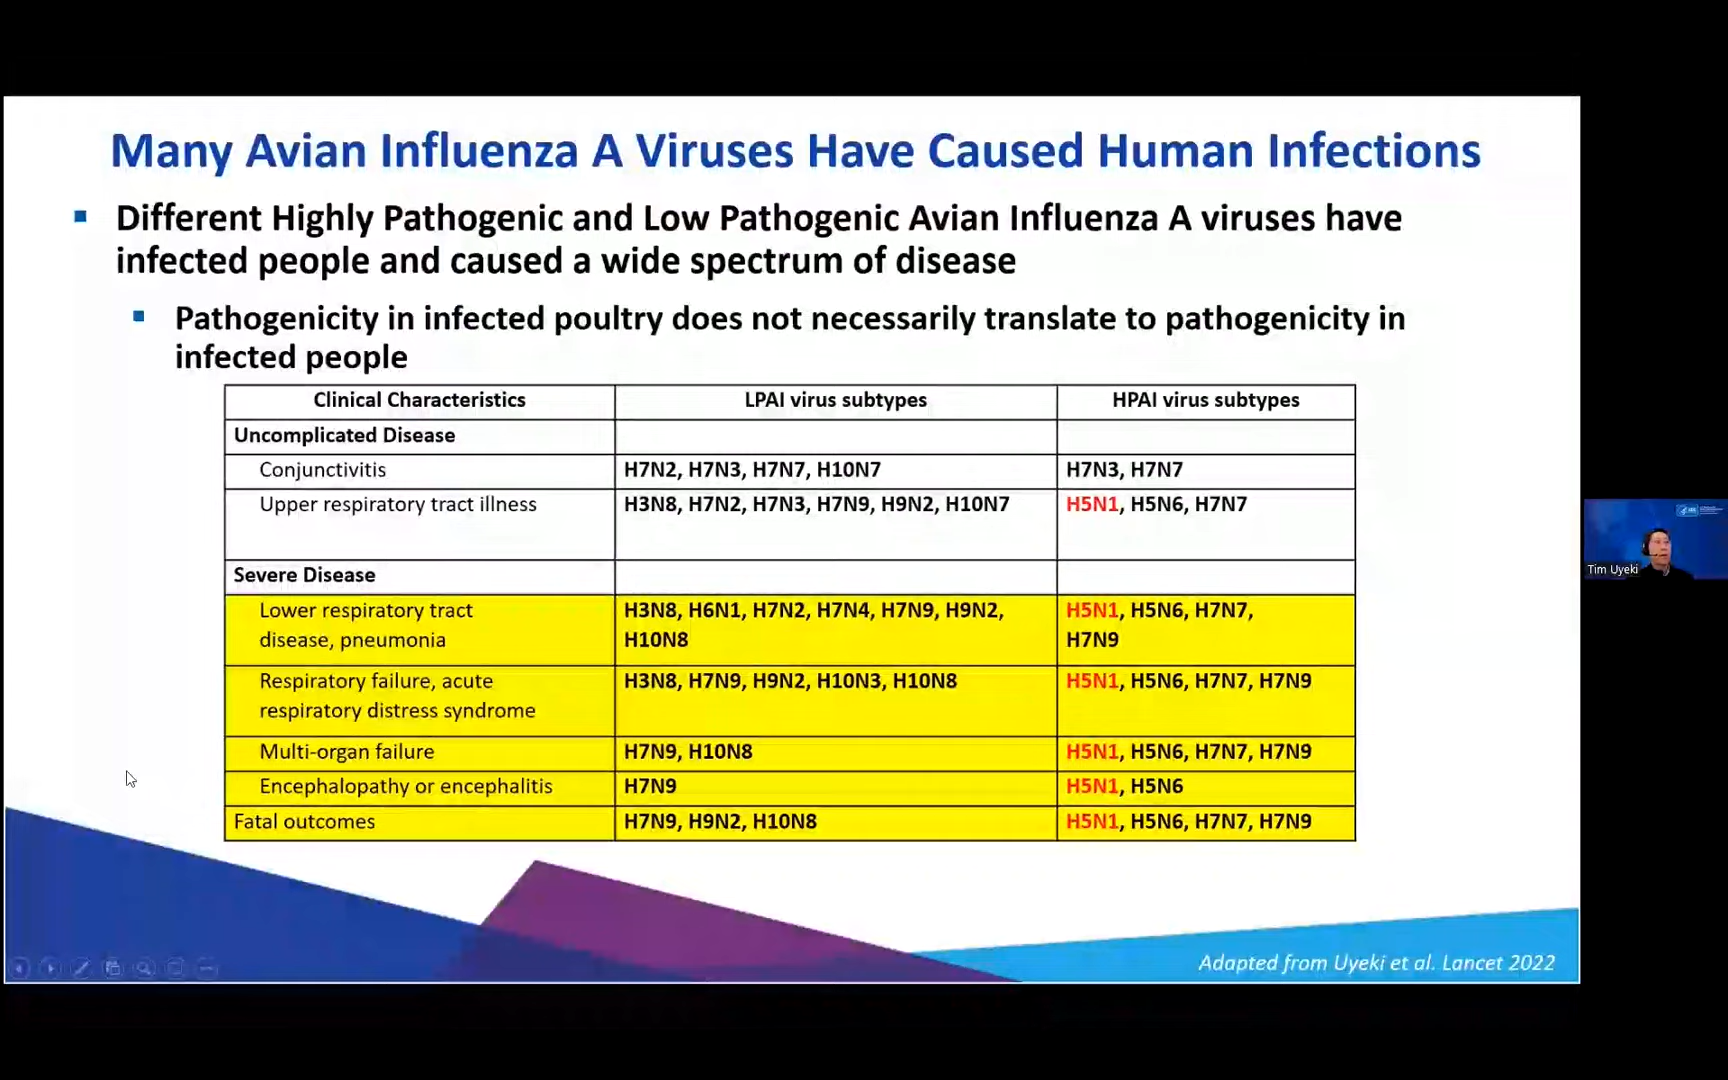 Many Avian Influenza A Viruses Have Caused Human Infections
Different Highly Pathogenic and Low Pathogenic Avian Influenza A viruses have
infected people and caused a wide spectrum of disease
Pathogenicity in infected poultry does not necessarily translate to pathogenicity in
infected people
Clinical Characteristics LPAI virus subtypes HPAI virus subtypes
Uncomplicated Disease
Conjunctivitis H7N2, H7N3, H7N7, H10N7 H7N3, H7N7
Upper respiratory tract illness H3N8, H7N2, H7N3, H7N9, H9N2, H10N7 H5N1, H5N6, H7N7
Severe Disease
Lower respiratory tract H3N8, H6N1, H7N2, H7N4, H7N9, H9N2, H5N1, H5N6, H7N7,
disease, pneumonia H10N8 H7N9
Respiratory failure, acute H3N8, H7N9, H9N2, H10N3, H10N8 H5N1, H5N6, H7N7, H7N9
respiratory distress syndrome
Multi-organ failure H7N9, H10N8 H5N1, H5N6, H7N7, H7N9
Encephalopathy or encephalitis H7N9 H5N1, H5N6
Fatal outcomes H7N9, H9N2, H10N8 H5N1, H5N6, H7N7, H7N9
Adapted from Uyeki et al. Lancet 2022
Tim Uyeki